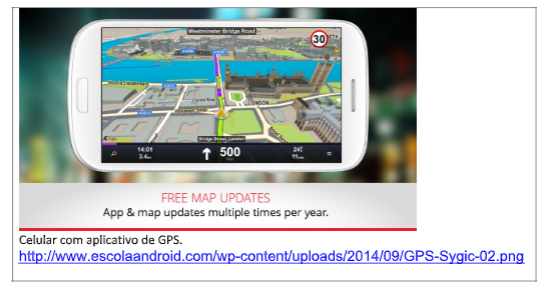 Westminster Bridge Road
30
LONDON
Bridge Street, London
14:01
3.4
500
24
11
FREE MAP UPDATES
App & map updates multiple times per year.
Celular com aplicativo de GPS.
http://www.escolaandroid.com/wp-content/uploads/2014/09/GPS-Sygic-02.png